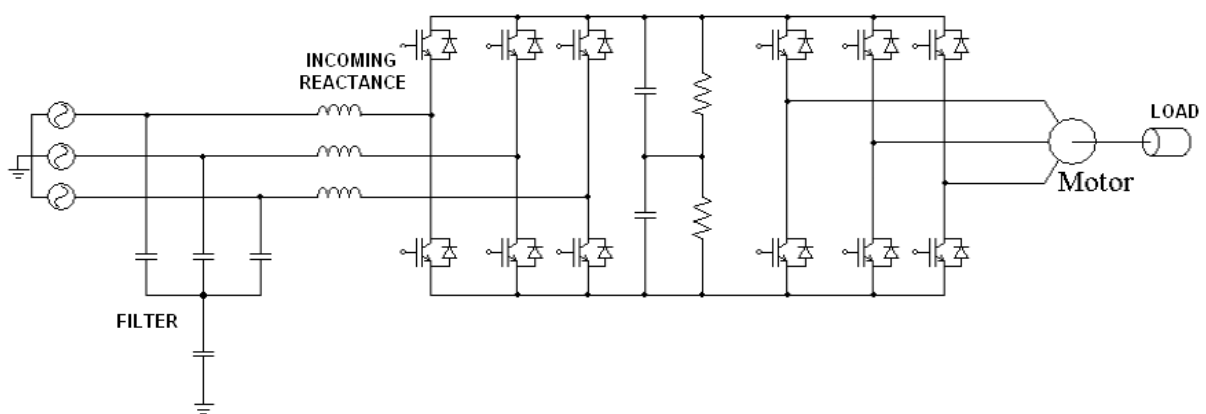 INCOMING
REACTANCE
LOAD
Motor
FILTER